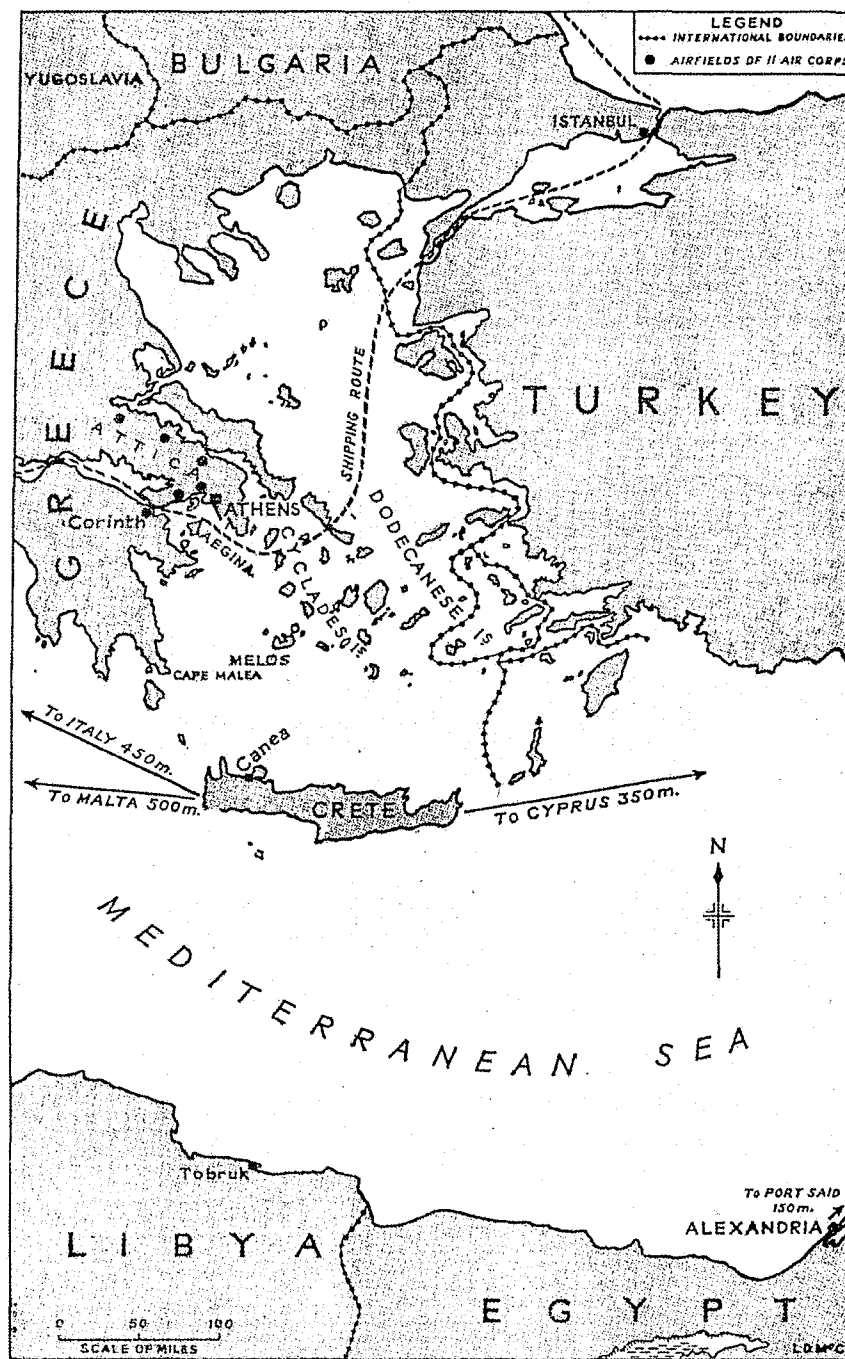 LEGEND
INTERNATIONAL BOUNDARIES
AIRFIELDS OF II AIR CORPS
BULGARIA
YUGOSLAVIA
ISTANBUL
GREECE
TURKEY
SHIPPING ROUTE
ATTICA
ATHENS
Corinth
AEGINA
CYCLADES IS
DODECANESE IS
MELOS
CAPE MALEA
To ITALY 450m.
Canea
To MALTA 500m.
CRETE
To CYPRUS 350m.
N
MEDITERRANEAN SEA
Tobruk
To PORT SAID
150m.
ALEXANDRIA
LIBYA
EGYPT
0 50 100
SCALE OF MILES
L.D.McC